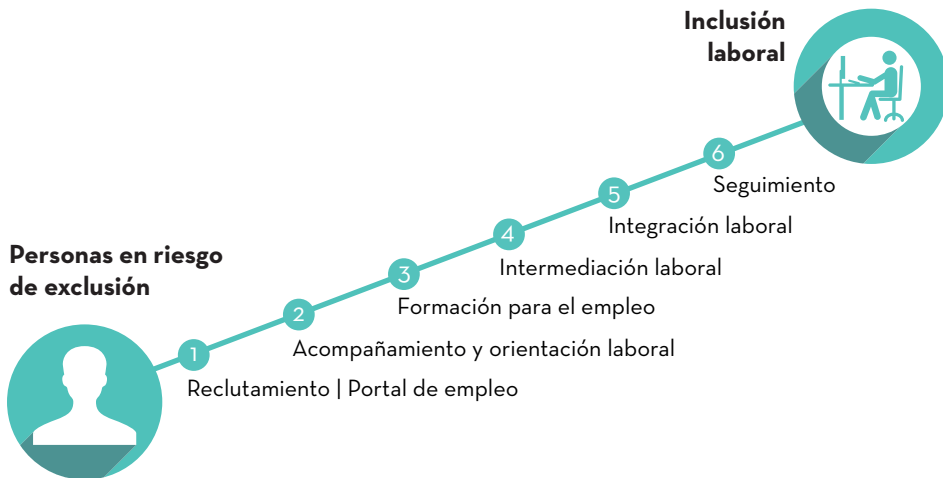 Inclusión
laboral
6
Seguimiento
5
Integración laboral
4
Intermediación laboral
Personas en riesgo
de exclusión
3
Formación para el empleo
2
Acompañamiento y orientación laboral
1
Reclutamiento | Portal de empleo